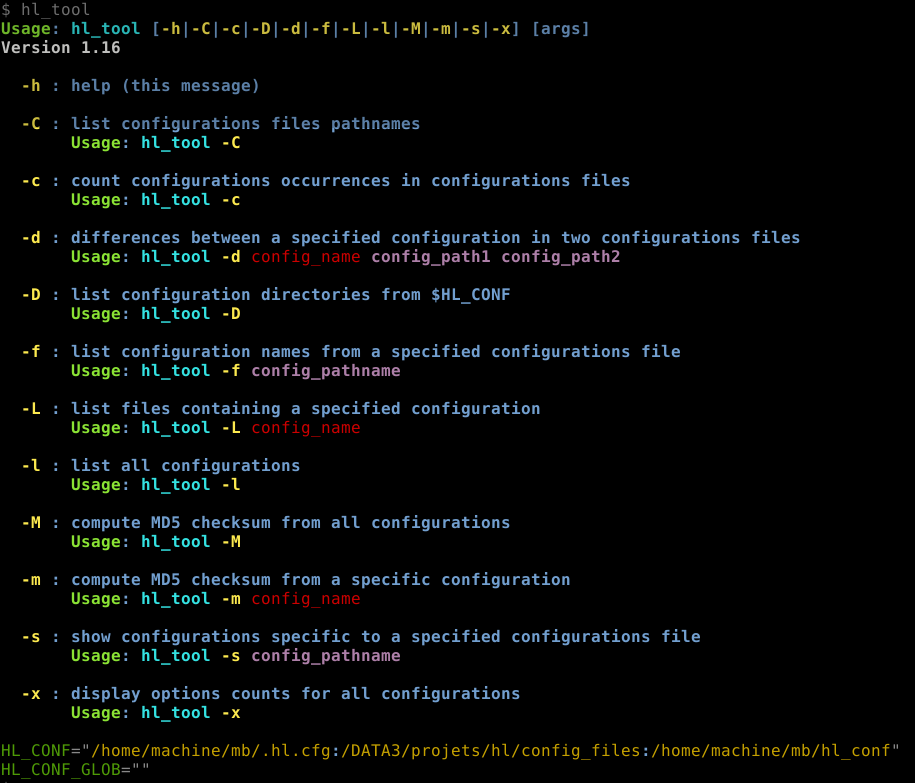 $ hl_tool
Usage: hl_tool [-h|-C|-c|-D|-d|-f|-L|-l|-M|-m|-s|-x] [args]
Version 1.16
-h : help (this message)
-C : list configurations files pathnames
Usage: hl_tool -C
-c : count configurations occurrences in configurations files
Usage: hl_tool -c
-d : differences between a specified configuration in two configurations files
Usage: hl_tool -d config_name config_path1 config_path2
-D : list configuration directories from $HL_CONF
Usage: hl_tool -D
-f : list configuration names from a specified configurations file
Usage: hl_tool -f config_pathname
-L : list files containing a specified configuration
Usage: hl_tool -L config_name
-l : list all configurations
Usage: hl_tool -l
-M : compute MD5 checksum from all configurations
Usage: hl_tool -M
-m : compute MD5 checksum from a specific configuration
Usage: hl_tool -m config_name
-s : show configurations specific to a specified configurations file
Usage: hl_tool -s config_pathname
-x : display options counts for all configurations
Usage: hl_tool -x
HL_CONF="/home/machine/mb/.hl.cfg:/DATA3/projets/hl/config_files:/home/machine/mb/hl_conf"
HL_CONF_GLOB=""